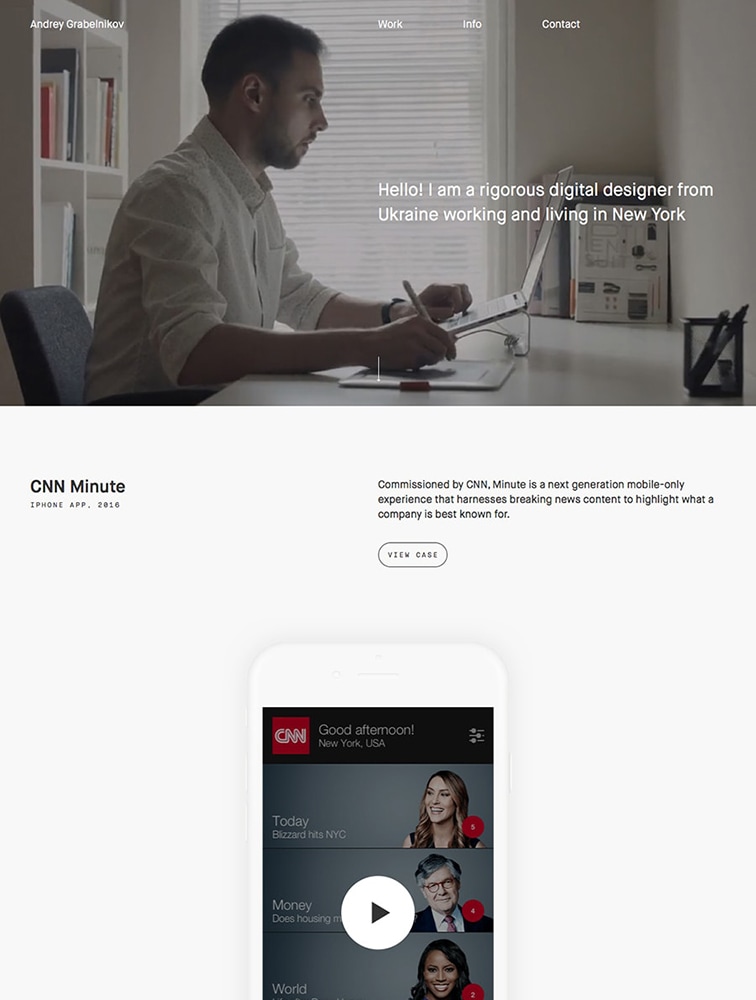 Andrey Grabelnikov
Work
Info
Contact
Hello! I am a rigorous digital designer from
Ukraine working and living in New York
CNN Minute
IPHONE APP, 2016
Commissioned by CNN, Minute is a next generation mobile-only
experience that harnesses breaking news content to highlight what a
company is best known for.
VIEW CASE
CNN
Good afternoon!
New York, USA
Today
Blizzard hits NYC
5
Money
Does housing
4
World
2